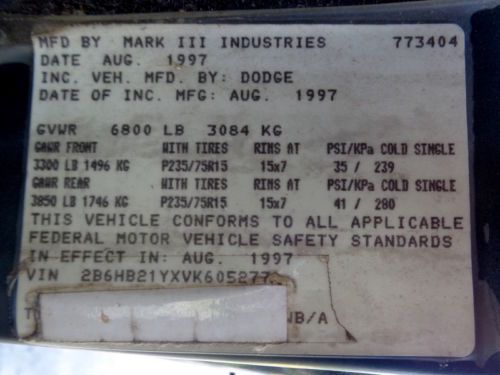 MFD BY MARK III INDUSTRIES 773404
DATE AUG. 1997
INC. VEH. MFD. BY: DODGE
DATE OF INC. MFG: AUG. 1997
GVWR 6800 LB 3084 KG
GAWR FRONT WITH TIRES RIMS AT PSI/KPa COLD SINGLE
3300 LB 1496 KG P235/75R15 15x7 35 / 239
GAWR REAR WITH TIRES RIMS AT PSI/KPa COLD SINGLE
3850 LB 1746 KG P235/75R15 15x7 41 / 280
THIS VEHICLE CONFORMS TO ALL APPLICABLE
FEDERAL MOTOR VEHICLE SAFETY STANDARDS
IN EFFECT IN: AUG. 1997
VIN 2B6HB21YXVK605277